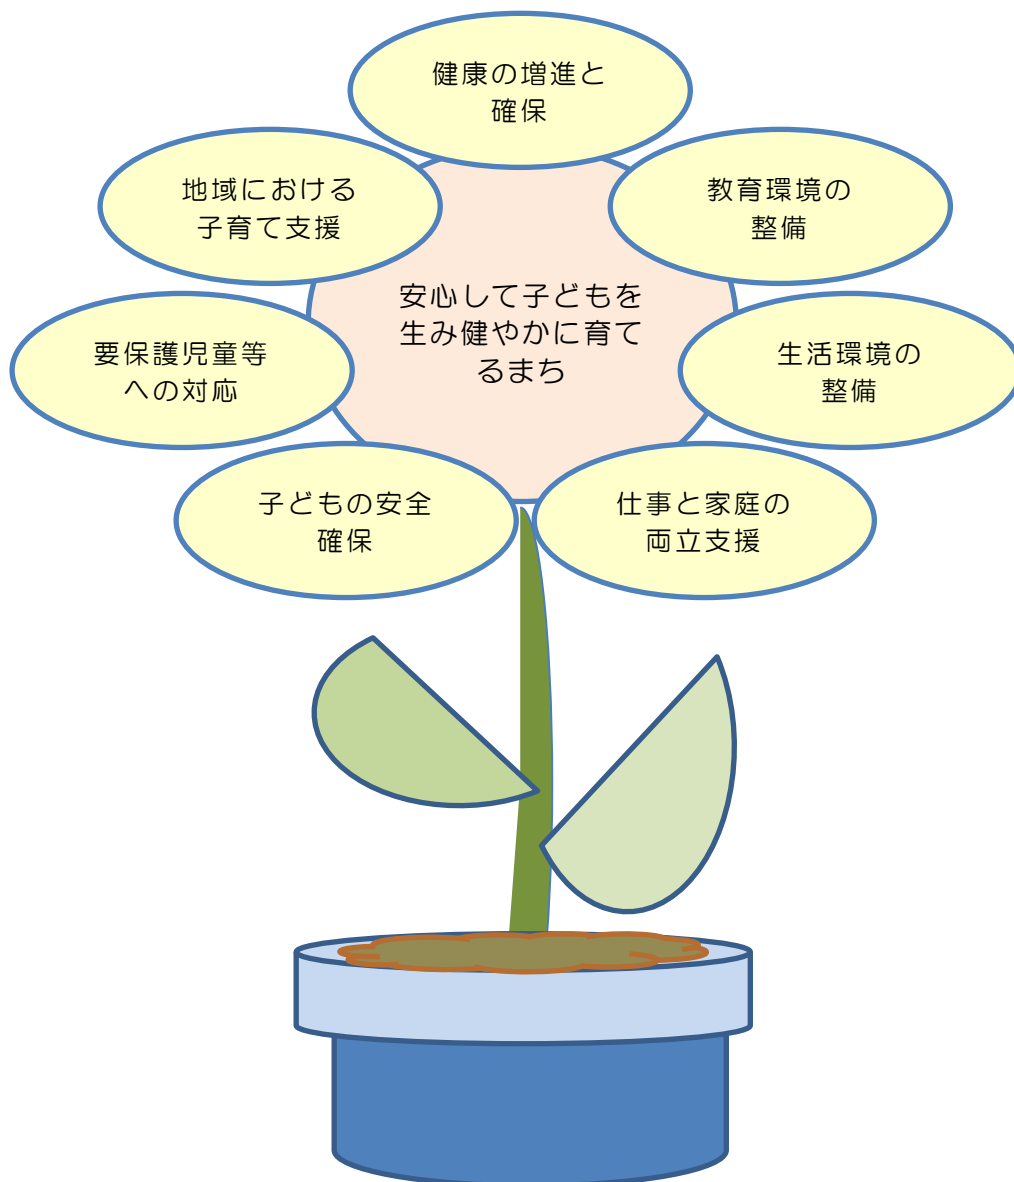 健康の増進と
確保
地域における
子育て支援
教育環境の
整備
安心して子どもを
生み健やかに育て
るまち
要保護児童等
への対応
生活環境の
整備
子どもの安全
確保
仕事と家庭の
両立支援